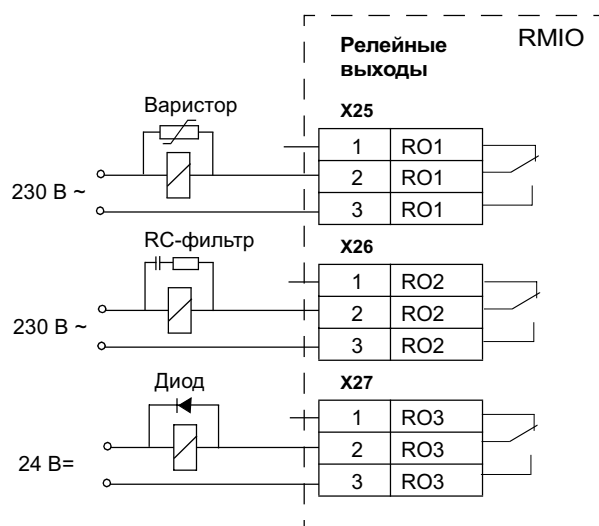 RMIO
Релейные
выходы
Варистор
X25
1 RO1
2 RO1
3 RO1
230 В ~
RC-фильтр
X26
1 RO2
2 RO2
3 RO2
230 В ~
Диод
X27
1 RO3
2 RO3
3 RO3
24 В=